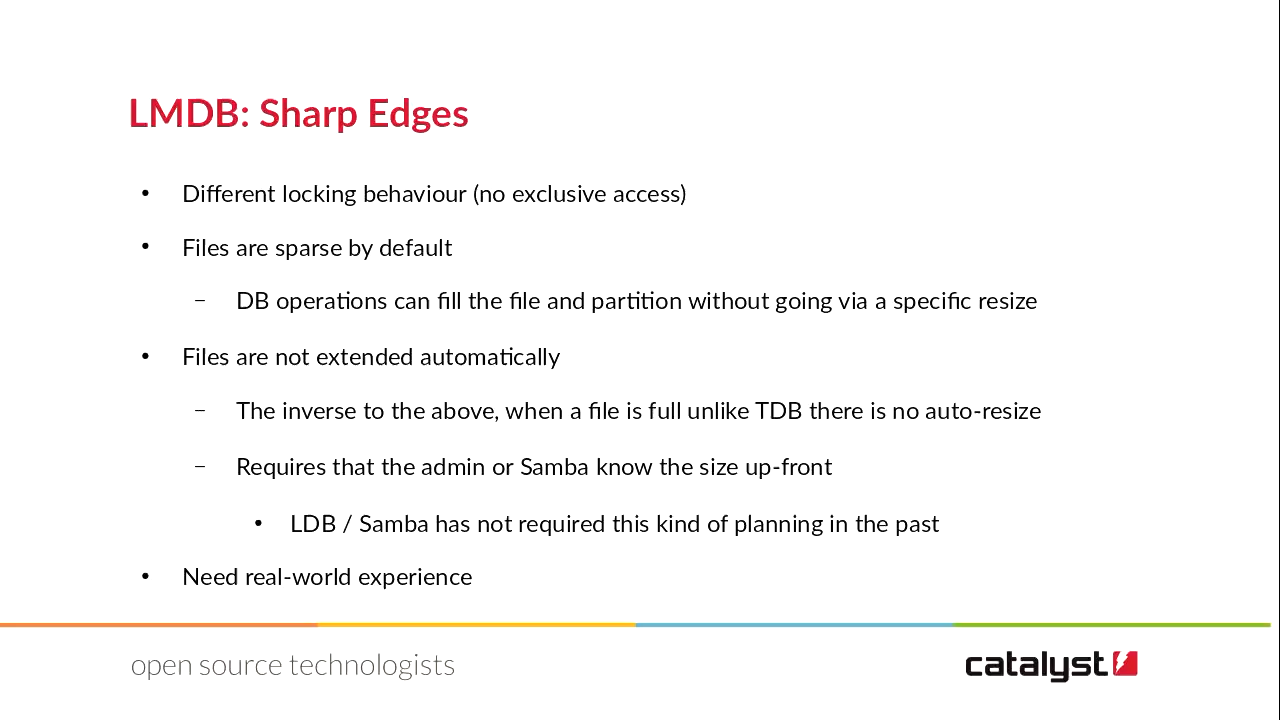 LMDB: Sharp Edges
• Different locking behaviour (no exclusive access)
• Files are sparse by default
– DB operations can fill the file and partition without going via a specific resize
• Files are not extended automatically
– The inverse to the above, when a file is full unlike TDB there is no auto-resize
– Requires that the admin or Samba know the size up-front
• LDB / Samba has not required this kind of planning in the past
• Need real-world experience
open source technologists
catalyst